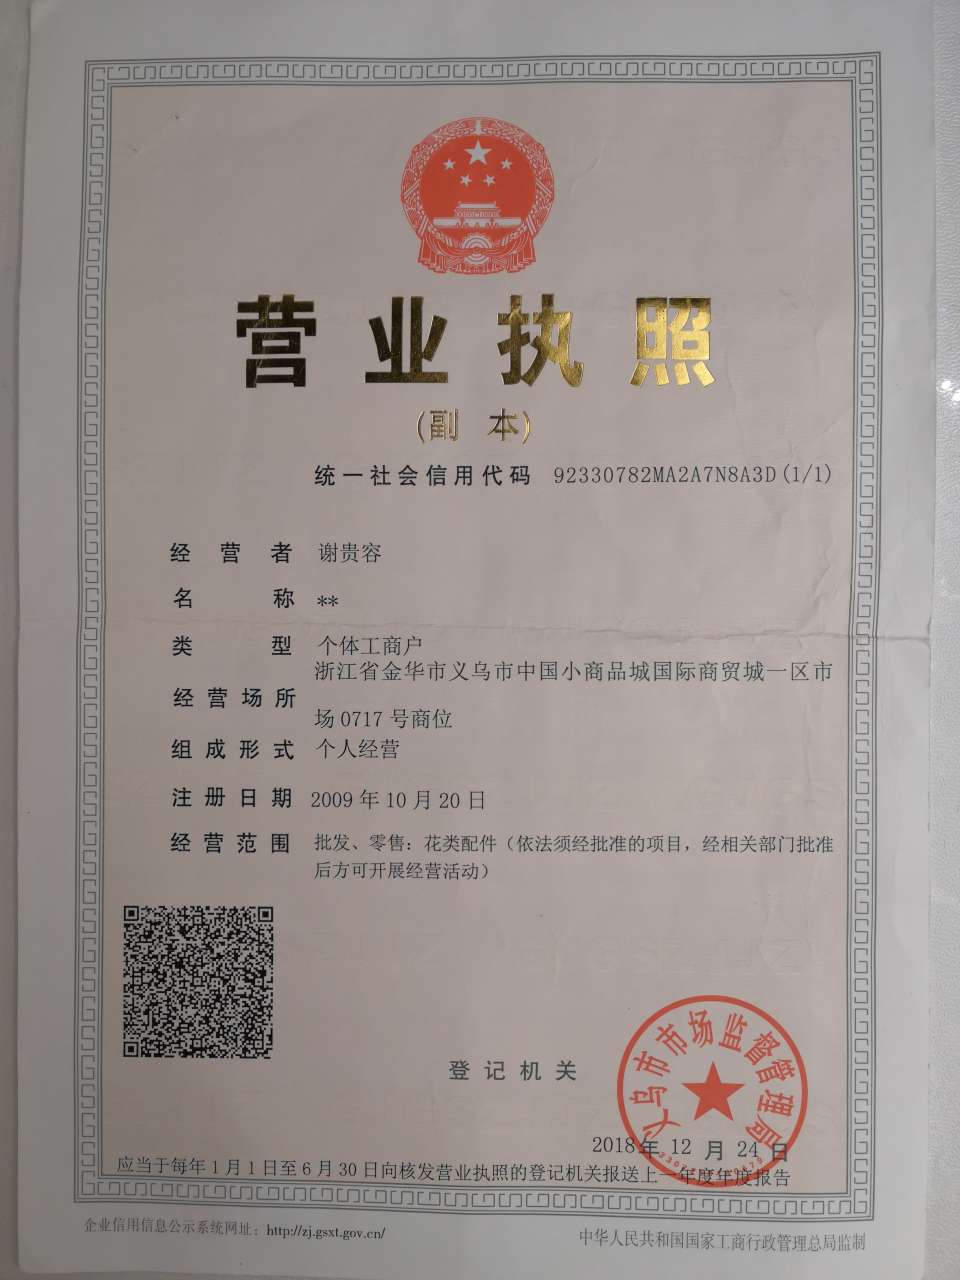 营业执照
(副 本)
统一社会信用代码 92330782MA2A7N8A3D(1/1)
经营者 谢贵容
名称 **
类型 个体工商户
经营场所 浙江省金华市义乌市中国小商品城国际商贸城一区市
场0717号商位
组成形式 个人经营
注册日期 2009年10月20日
经营范围 批发、零售：花类配件（依法须经批准的项目，经相关部门批准
后方可开展经营活动）
登记机关
义乌市市场监督管理局
2018年12月24日
应当于每年1月1日至6月30日向核发营业执照的登记机关报送上一年度年度报告
企业信用信息公示系统网址：http://zj.gsxt.gov.cn/
中华人民共和国国家工商行政管理总局监制